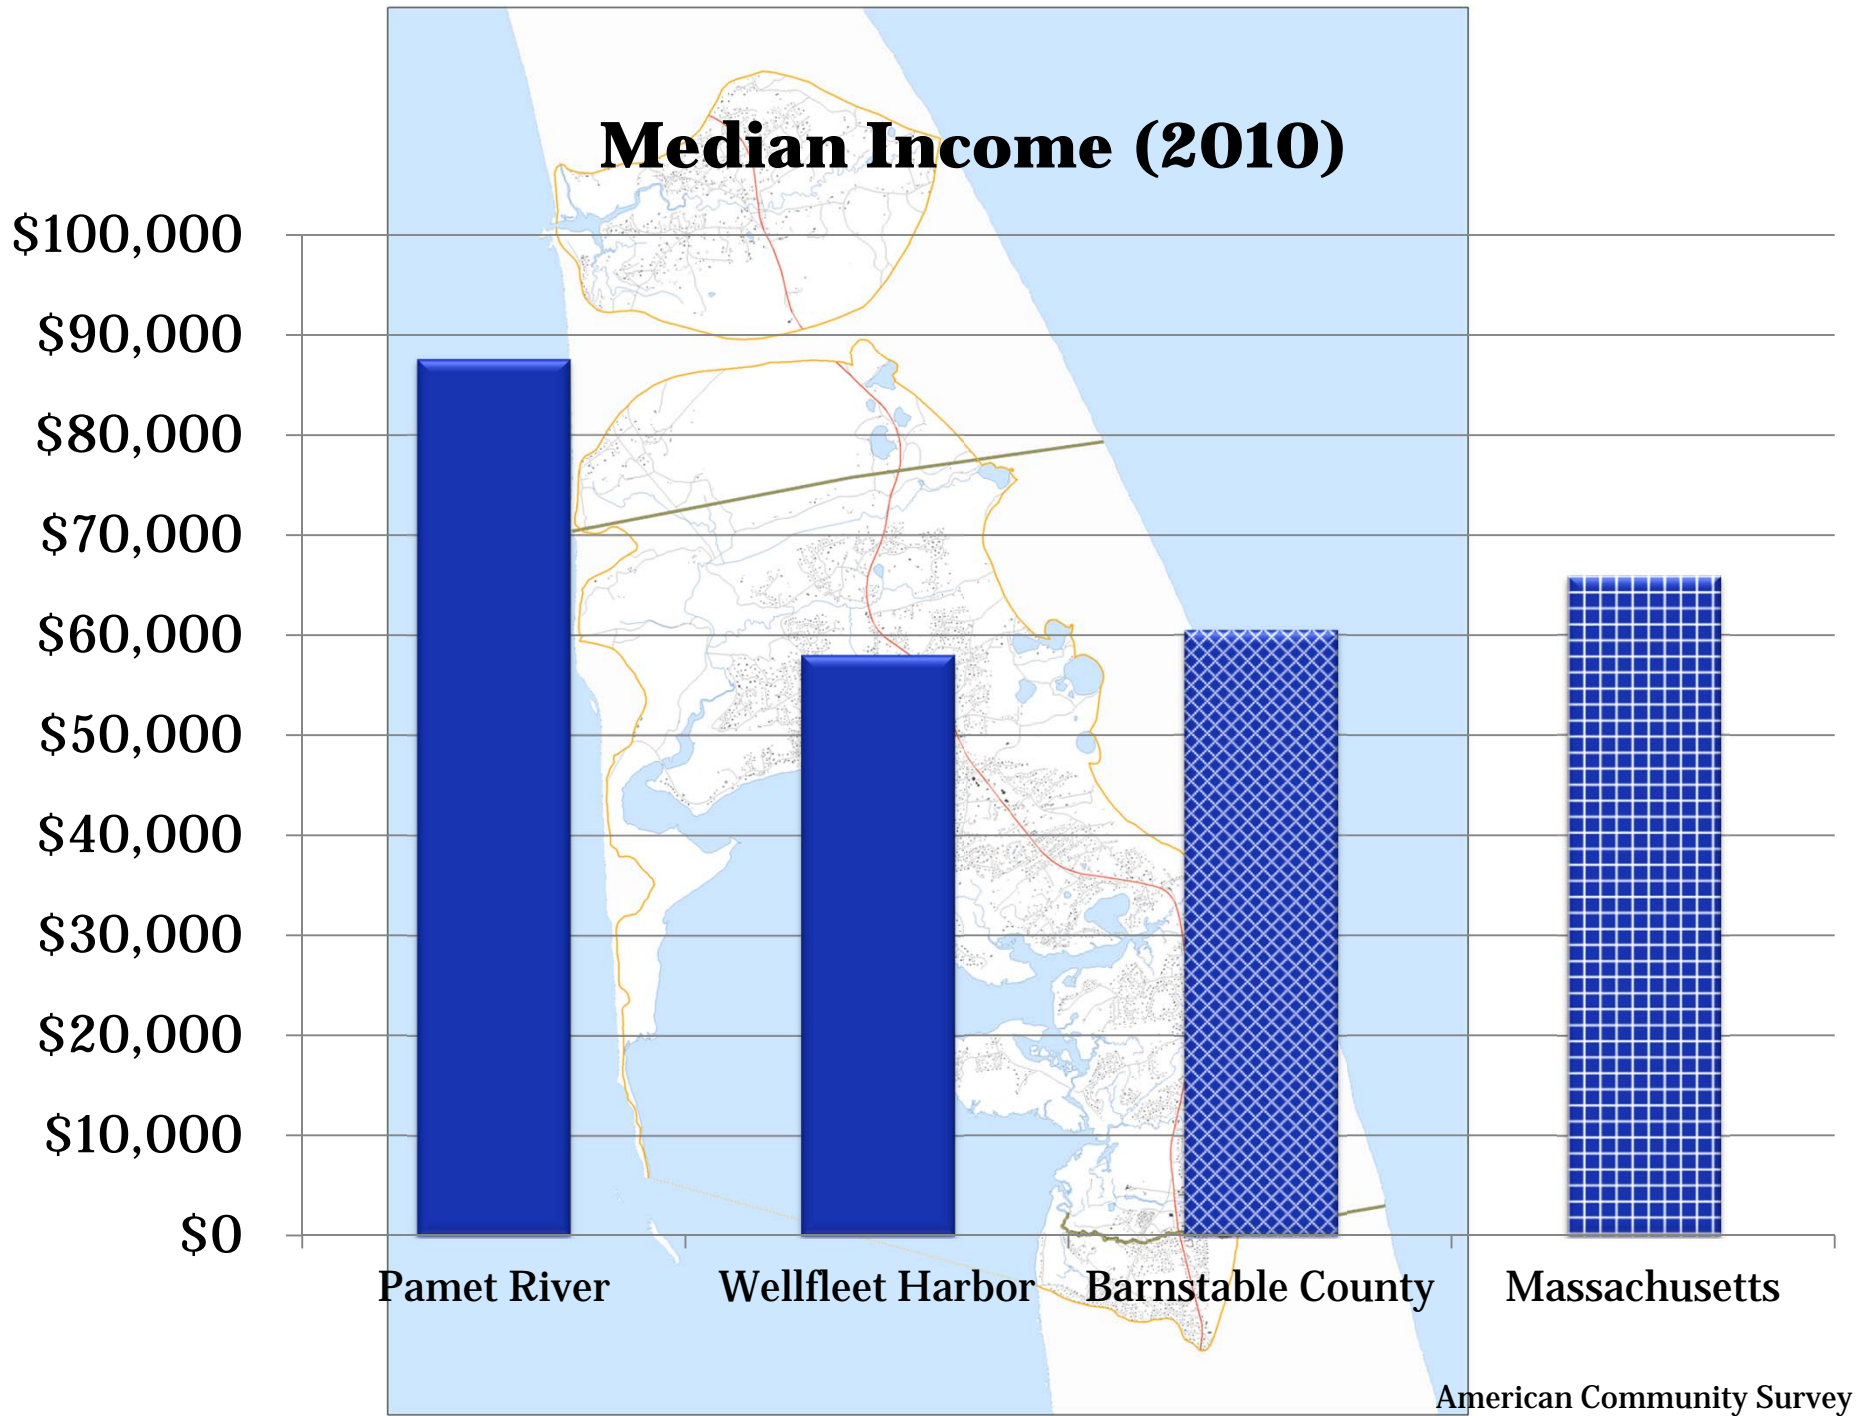 Median Income (2010)
$100,000
$90,000
$80,000
$70,000
$60,000
$50,000
$40,000
$30,000
$20,000
$10,000
$0
Pamet River
Wellfleet Harbor
Barnstable County
Massachusetts
American Community Survey